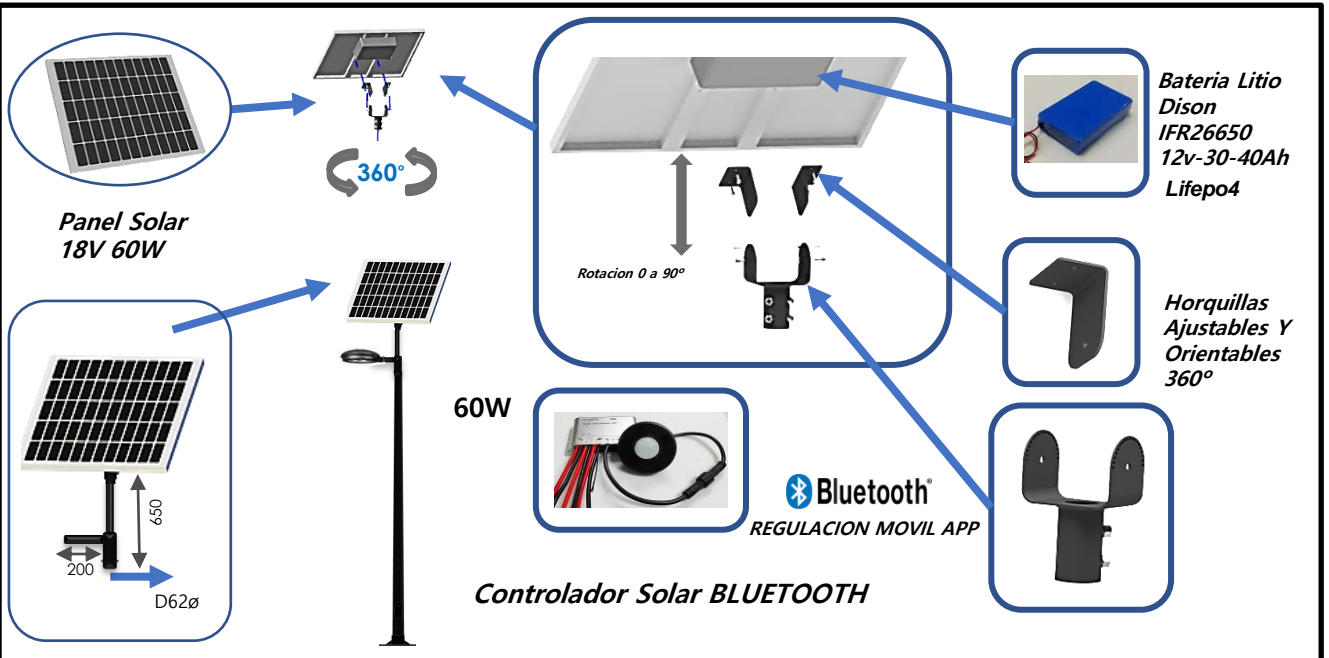 Panel Solar
18V 60W
360°
Rotacion 0 a 90º
Bateria Litio
Dison
IFR26650
12v-30-40Ah
Lifepo4
Horquillas
Ajustables Y
Orientables
360º
650
200
D62ø
60W
Bluetooth®
REGULACION MOVIL APP
Controlador Solar BLUETOOTH